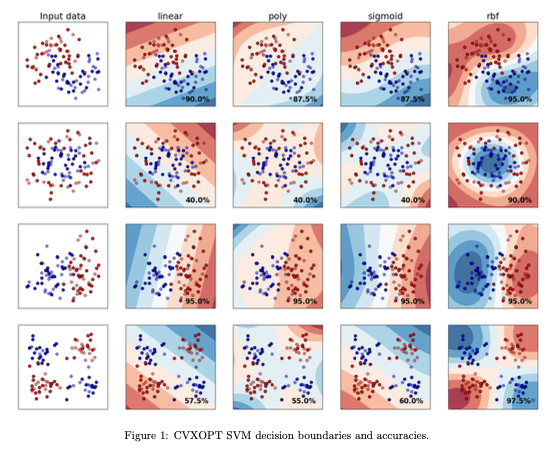 Input data linear poly sigmoid rbf
90.0% 87.5% 87.5% 95.0%
40.0% 40.0% 40.0% 90.0%
95.0% 95.0% 95.0% 95.0%
57.5% 55.0% 60.0% 97.5%
Figure 1: CVXOPT SVM decision boundaries and accuracies.